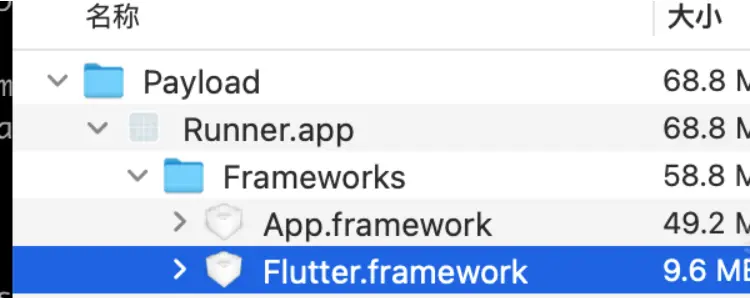 名称 大小
Payload 68.8 M
Runner.app 68.8 M
Frameworks 58.8 M
App.framework 49.2 M
Flutter.framework 9.6 MB